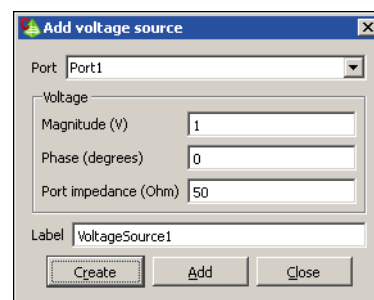 Add voltage source
Port Port1
Voltage
Magnitude (V) 1
Phase (degrees) 0
Port impedance (Ohm) 50
Label VoltageSource1
Create Add Close